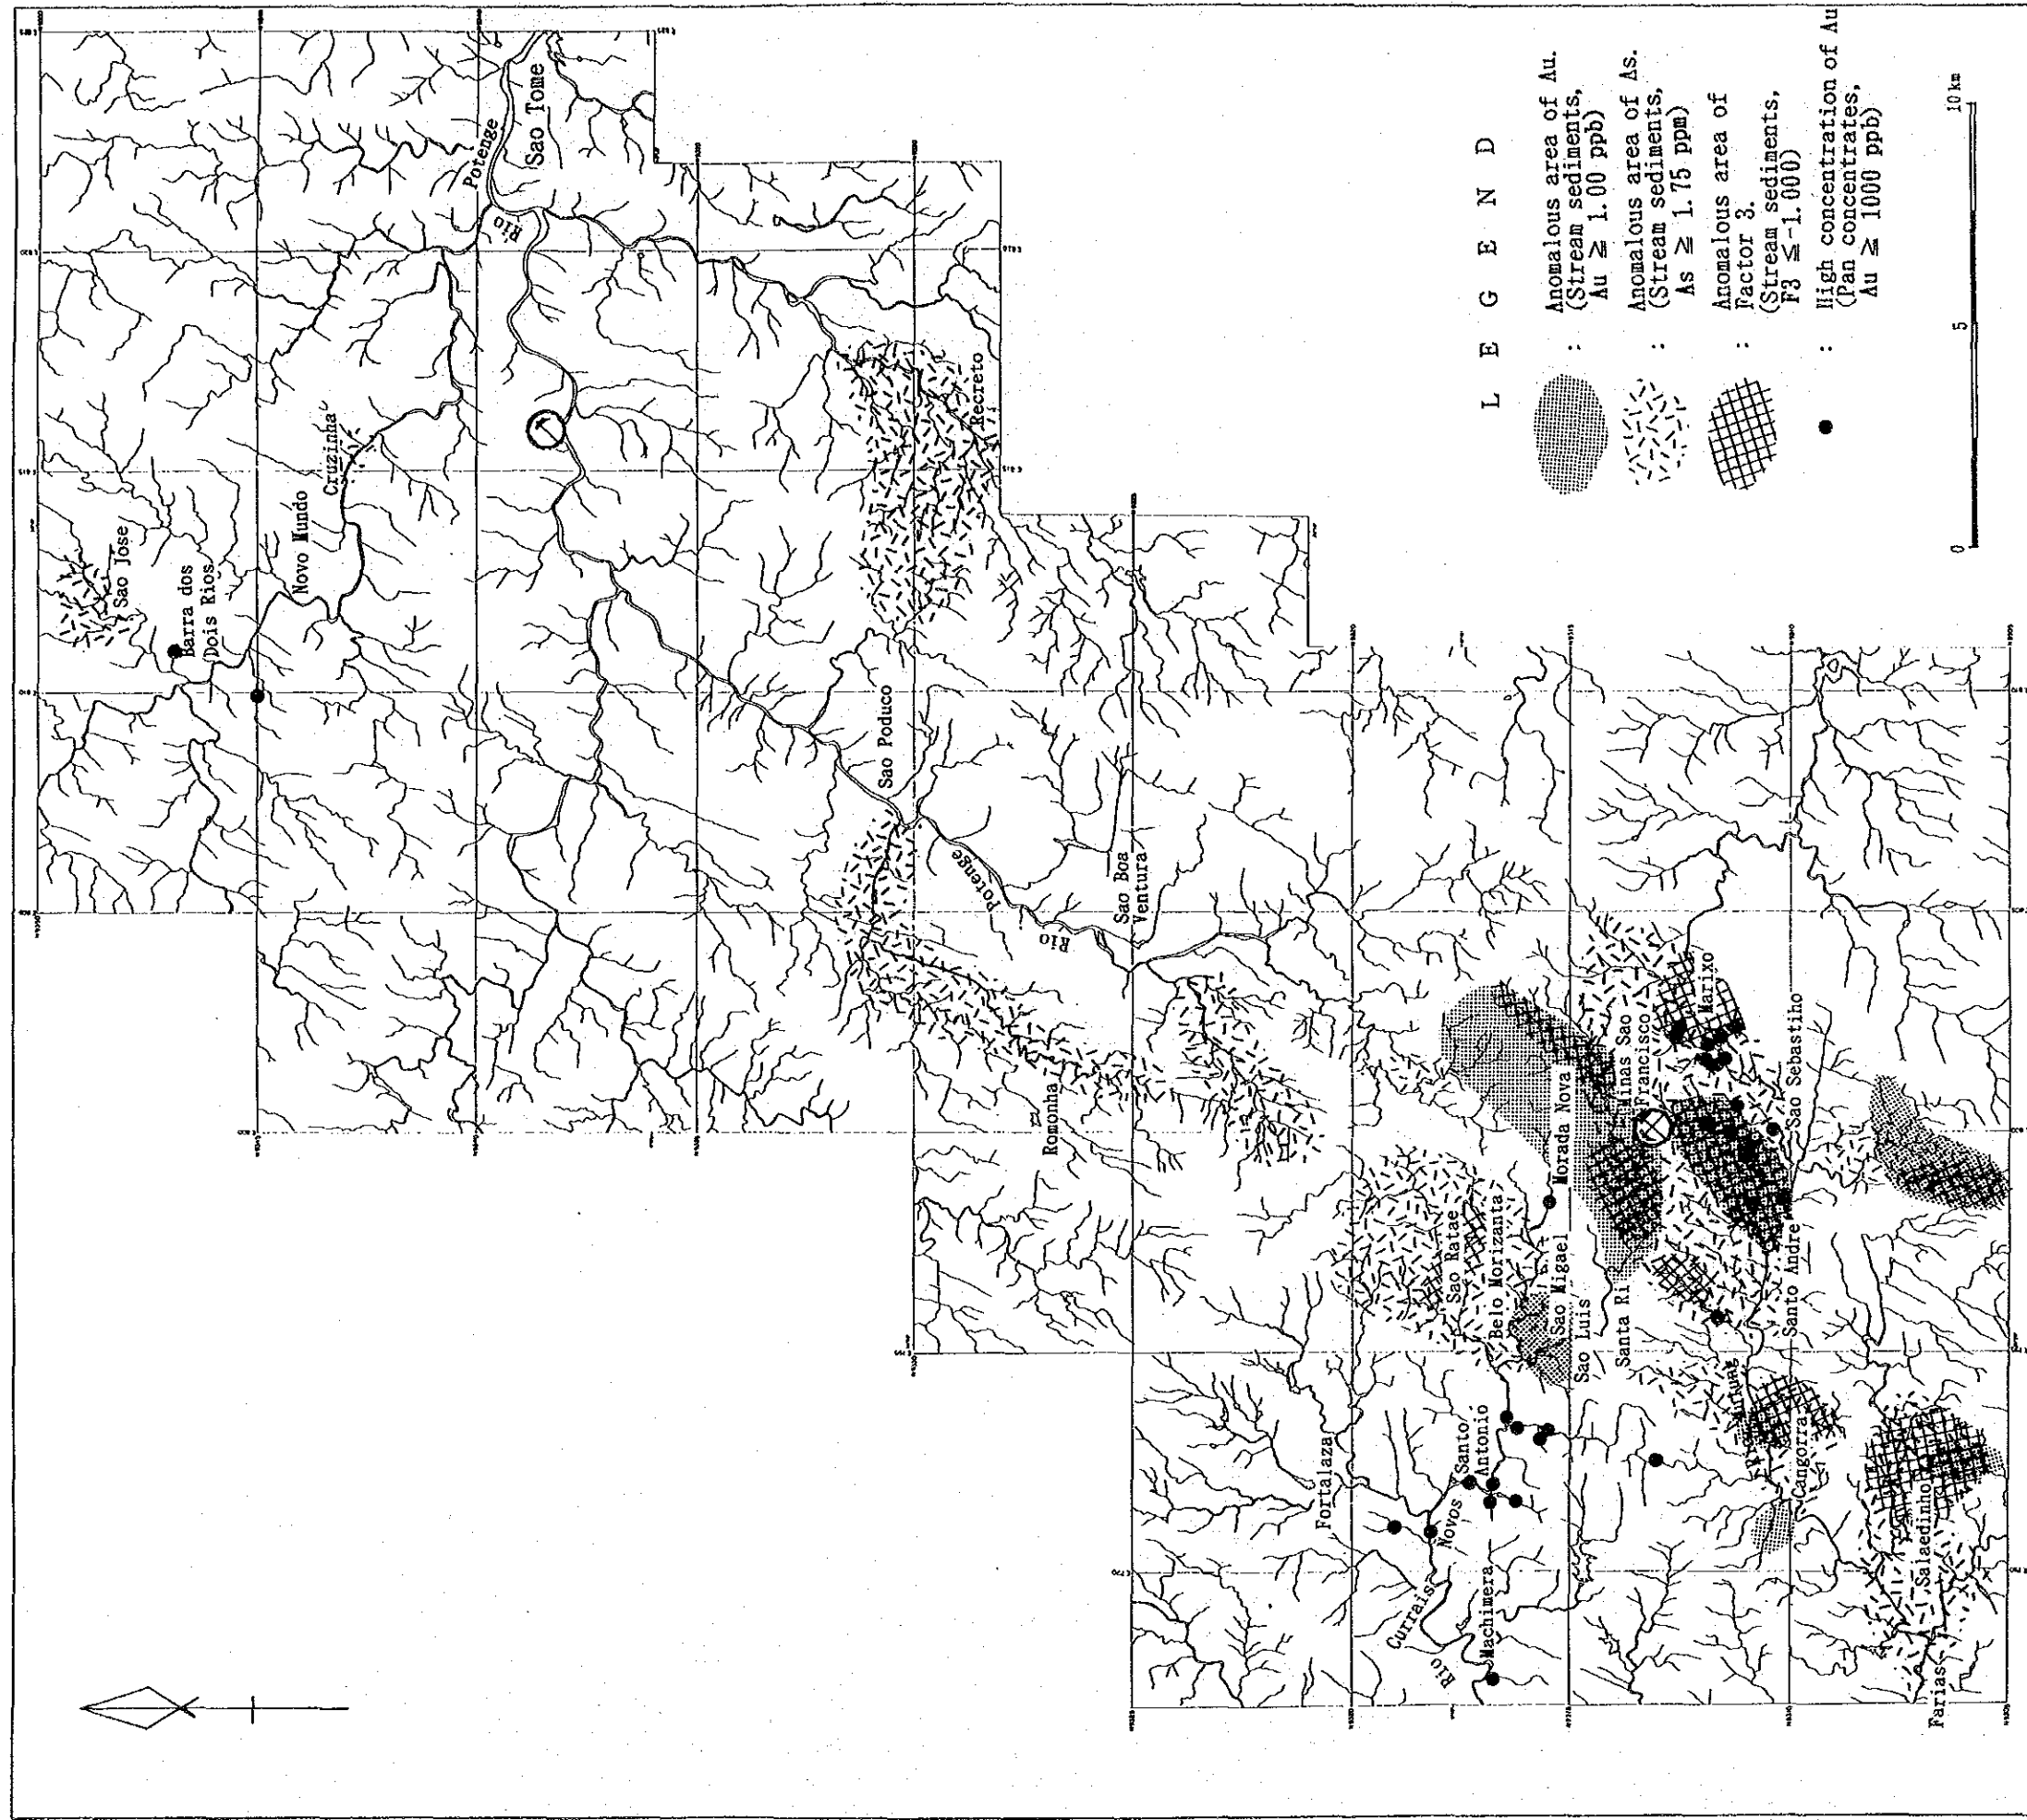 Sao Jose
Barra dos
Dois Rios
Novo Mundo
Cruzinha
Potenge
Rio
Sao Tome
Recreto
Sao Poduco
Rio
Potenge
Sao Boa
Ventura
Romonha
Fortalaza
Sao Ratae
Belo Morizanta
Sao Migael
Morada Nova
Sao Luis
Santa Ri
Minas Sao
Francisco
Marixo
Sao Sebastiho
Santo Andre
Santo
Antonio
Rio
Currais
Novos
Machimera
Cangorra
Salaedinho
Farias
L E G E N D
: Anomalous area of Au.
(Stream sediments,
Au ≧ 1.00 ppb)
: Anomalous area of As.
(Stream sediments,
As ≧ 1.75 ppm)
: Anomalous area of
Factor 3.
(Stream sediments,
F3 ≦ -1.000)
: High concentration of Au
(Pan concentrates,
Au ≦ 1000 ppb)
0 5 10 km